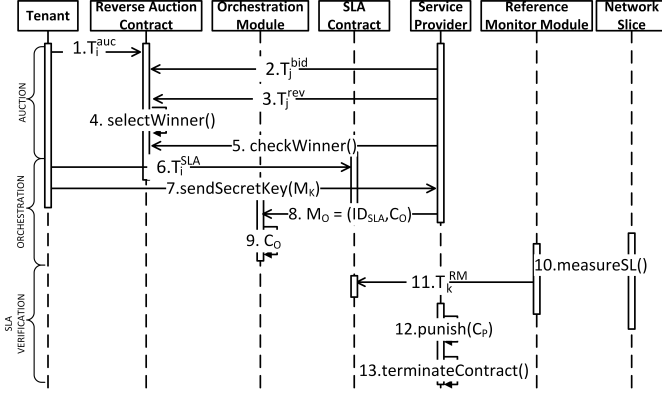 Tenant
Reverse Auction
Contract
Orchestration
Module
SLA
Contract
Service
Provider
Reference
Monitor Module
Network
Slice
AUCTION
1.T_i^auc
2.T_j^bid
3.T_j^rev
4. selectWinner()
5. checkWinner()
ORCHESTRATION
6.T_i^SLA
7.sendSecretKey(M_K)
8. M_O = (ID_SLA,C_O)
9. C_O
SLA
VERIFICATION
10.measureSL()
11.T_k^RM
12.punish(C_P)
13.terminateContract()